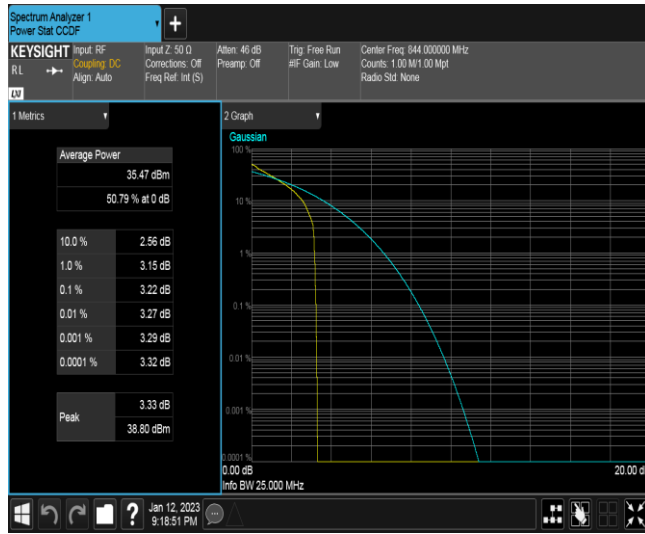 Spectrum Analyzer 1
Power Stat CCDF
+
KEYSIGHT
RL
LXI
Input: RF
Coupling: DC
Align: Auto
Input Z: 50 Ω
Corrections: Off
Freq Ref: Int (S)
Atten: 46 dB
Preamp: Off
Trig: Free Run
#IF Gain: Low
Center Freq: 844.000000 MHz
Counts: 1.00 M/1.00 Mpt
Radio Std: None
1 Metrics
Average Power
35.47 dBm
50.79 % at 0 dB
10.0 % 2.56 dB
1.0 % 3.15 dB
0.1 % 3.22 dB
0.01 % 3.27 dB
0.001 % 3.29 dB
0.0001 % 3.32 dB
Peak
3.33 dB
38.80 dBm
2 Graph
Gaussian
100 %
10 %
1 %
0.1 %
0.01 %
0.001 %
0.0001 %
0.00 dB
20.00 d
Info BW 25.000 MHz
?
Jan 12, 2023
9:18:51 PM